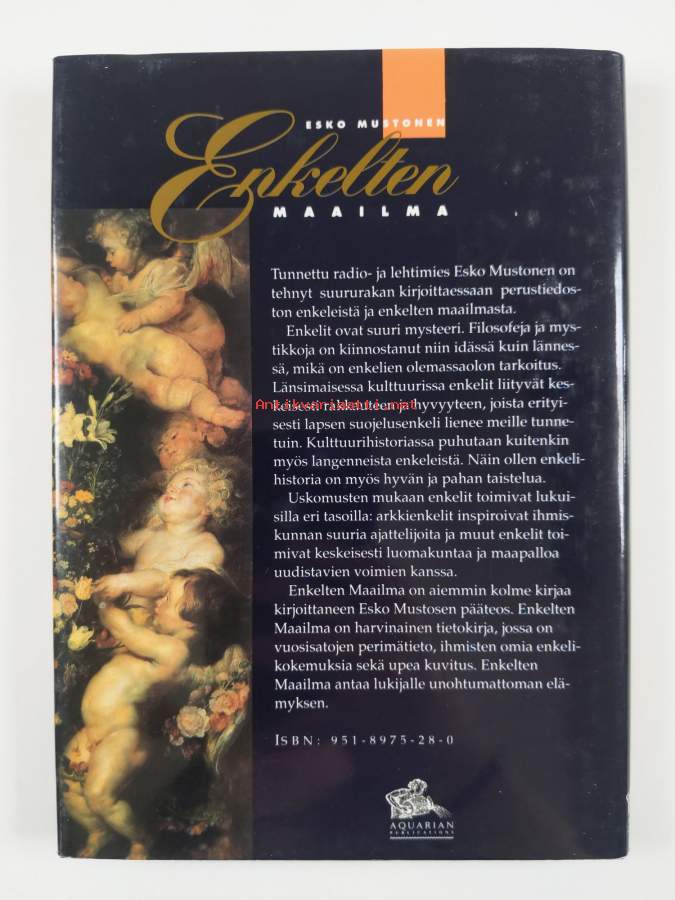 ESKO MUSTONEN
Enkelten
MAAILMA
Tunnettu radio- ja lehtimies Esko Mustonen on
tehnyt suururakan kirjoittaessaan perustiedos-
ton enkeleistä ja enkelten maailmasta.
Enkelit ovat suuri mysteeri. Filosofeja ja mys-
tikkoja on kiinnostanut niin idässä kuin lännes-
sä, mikä on enkelien olemassaolon tarkoitus.
Länsimaisessa kulttuurissa enkelit liityvät kes-
keisesti rakkauteen ja hyvyyteen, joista erityi-
Antikvariaatti.net
sesti lapsen suojelusenkeli lienee meille tunne-
tuin. Kulttuurihistoriassa puhutaan kuitenkin
myös langenneista enkeleistä. Näin ollen enkeli-
historia on myös hyvän ja pahan taistelua.
Uskomusten mukaan enkelit toimivat lukui-
silla eri tasoilla: arkkienkelit inspiroivat ihmis-
kunnan suuria ajattelijoita ja muut enkelit toi-
mivat keskeisesti luomakuntaa ja maapalloa
uudistavien voimien kanssa.
Enkelten Maailma on aiemmin kolme kirjaa
kirjoittaneen Esko Mustosen pääteos. Enkelten
Maailma on harvinainen tietokirja, jossa on
vuosisatojen perimätieto, ihmisten omia enkeli-
kokemuksia sekä upea kuvitus. Enkelten
Maailma antaa lukijalle unohtumattoman elä-
myksen.
ISBN: 951-8975-28-0
AQUARIAN
PUBLICATIONS